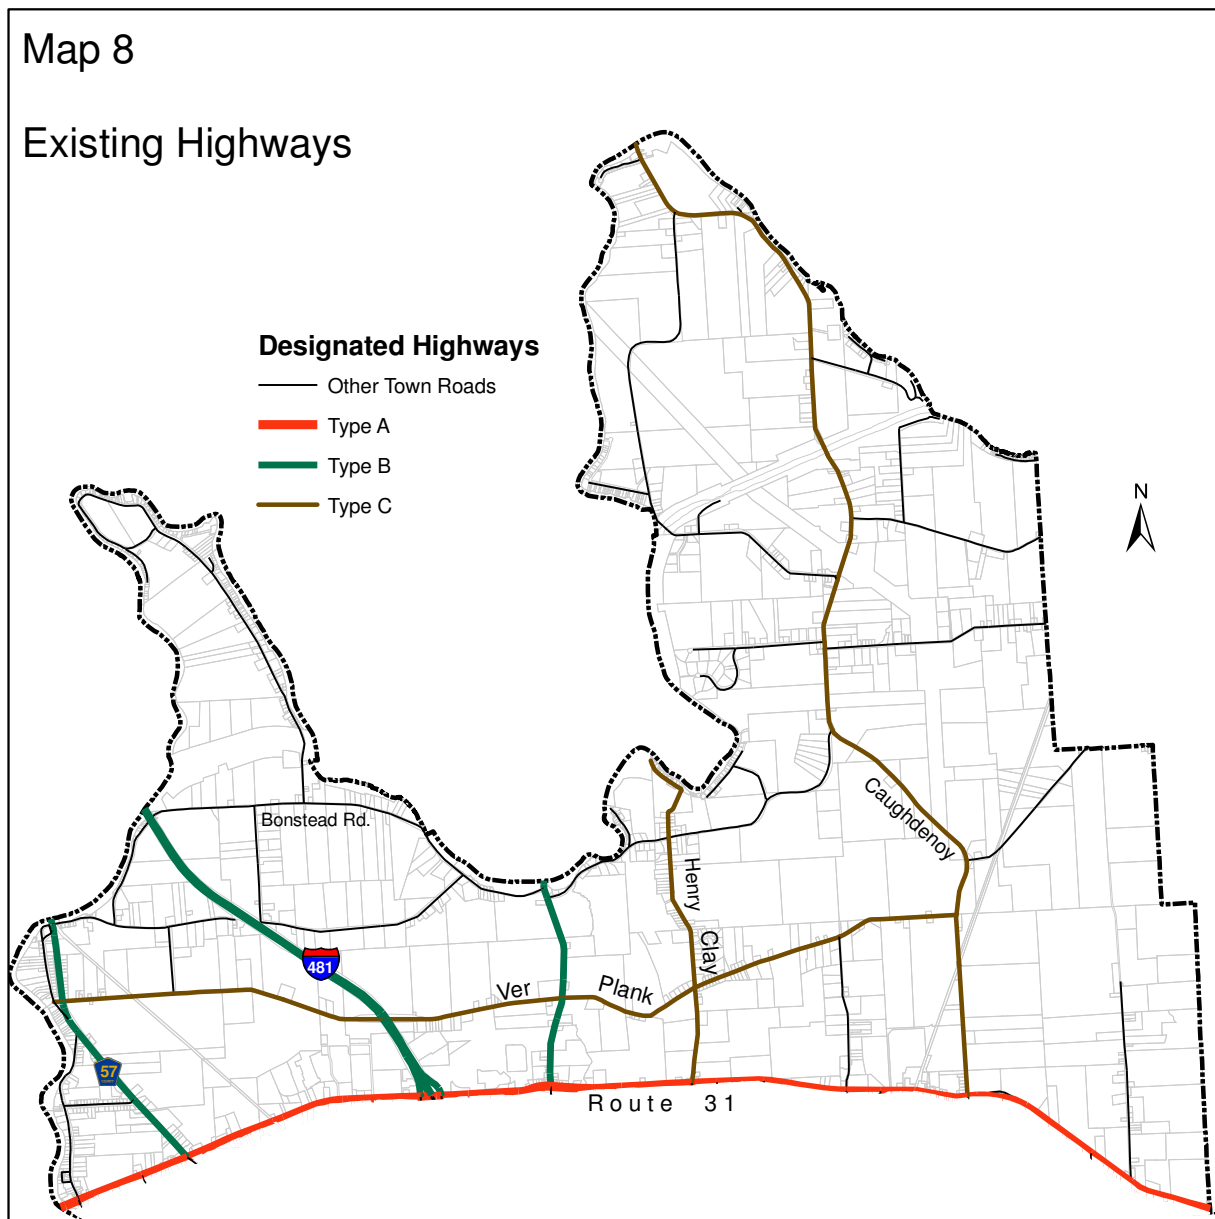 Map 8
Existing Highways
Designated Highways
Other Town Roads
Type A
Type B
Type C
N
Bonstead Rd.
Caughdenoy
Henry Clay
481
Ver Plank
57
Route 31